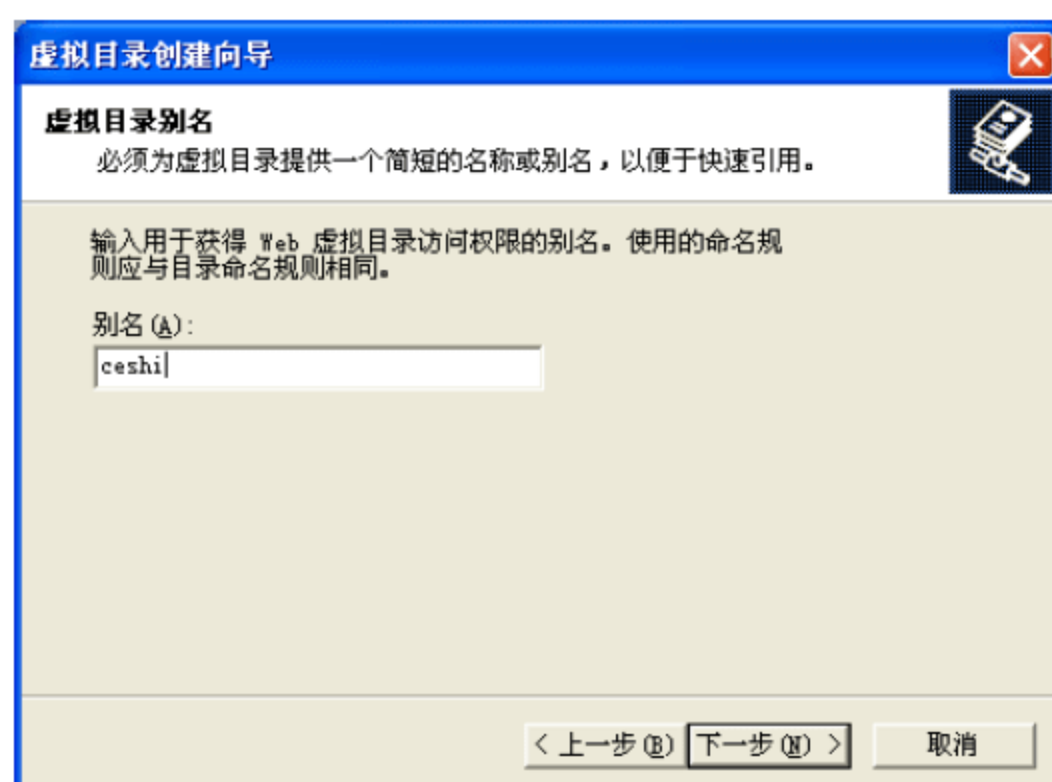 虚拟目录创建向导
虚拟目录别名
必须为虚拟目录提供一个简短的名称或别名，以便于快速引用。
输入用于获得 Web 虚拟目录访问权限的别名。使用的命名规
则应与目录命名规则相同。
别名(A):
ceshi
< 上一步(B) 下一步(N) > 取消